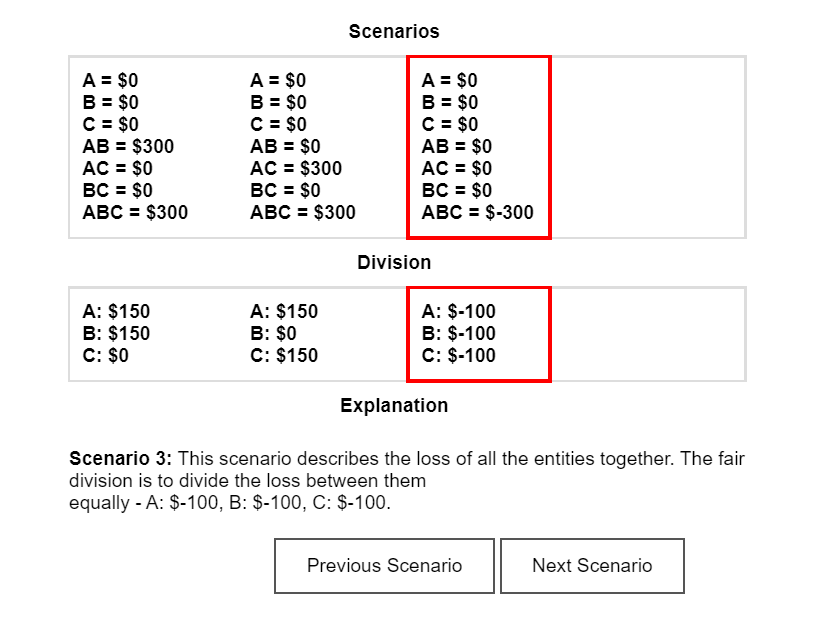 Scenarios
A = $0
B = $0
C = $0
AB = $300
AC = $0
BC = $0
ABC = $300
A = $0
B = $0
C = $0
AB = $0
AC = $300
BC = $0
ABC = $300
A = $0
B = $0
C = $0
AB = $0
AC = $0
BC = $0
ABC = $-300
Division
A: $150
B: $150
C: $0
A: $150
B: $0
C: $150
A: $-100
B: $-100
C: $-100
Explanation
Scenario 3: This scenario describes the loss of all the entities together. The fair
division is to divide the loss between them
equally - A: $-100, B: $-100, C: $-100.
Previous Scenario
Next Scenario